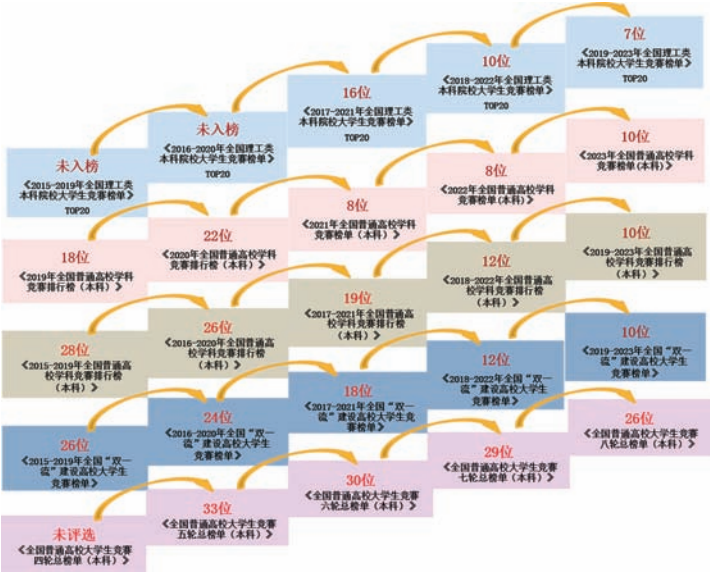 未入榜
《2015-2019年全国理工类
本科院校大学生竞赛榜单》
TOP20
未入榜
《2016-2020年全国理工类
本科院校大学生竞赛榜单》
TOP20
16位
《2017-2021年全国理工类
本科院校大学生竞赛榜单》
TOP20
10位
《2018-2022年全国理工类
本科院校大学生竞赛榜单》
TOP20
7位
《2019-2023年全国理工类
本科院校大学生竞赛榜单》
TOP20
18位
《2019年全国普通高校学科
竞赛排行榜（本科）》
22位
《2020年全国普通高校学科
竞赛排行榜（本科）》
8位
《2021年全国普通高校学科
竞赛榜单（本科）》
8位
《2022年全国普通高校学科
竞赛榜单(本科)》
10位
《2023年全国普通高校学科
竞赛榜单(本科)》
28位
《2015-2019年全国普通高
校学科竞赛排行榜
（本科）》
26位
《2016-2020年全国普通高
校学科竞赛排行榜
（本科）》
19位
《2017-2021年全国普通高
校学科竞赛排行榜
（本科）》
12位
《2018-2022年全国普通高
校学科竞赛排行榜
（本科）》
10位
《2019-2023年全国普通高
校学科竞赛排行榜
（本科）》
26位
《2015-2019年全国“双一
流”建设高校大学生
竞赛榜单》
24位
《2016-2020年全国“双一
流”建设高校大学生
竞赛榜单》
18位
《2017-2021年全国“双一
流”建设高校大学生竞
赛榜单》
12位
《2018-2022年全国“双一
流”建设高校大学生
竞赛榜单》
10位
《2019-2023年全国“双一
流”建设高校大学生
竞赛榜单》
未评选
《全国普通高校大学生竞赛
四轮总榜单（本科）》
33位
《全国普通高校大学生竞赛
五轮总榜单（本科）》
30位
《全国普通高校大学生竞赛
六轮总榜单（本科）》
29位
《全国普通高校大学生竞赛
七轮总榜单（本科）》
26位
《全国普通高校大学生竞赛
八轮总榜单（本科）》